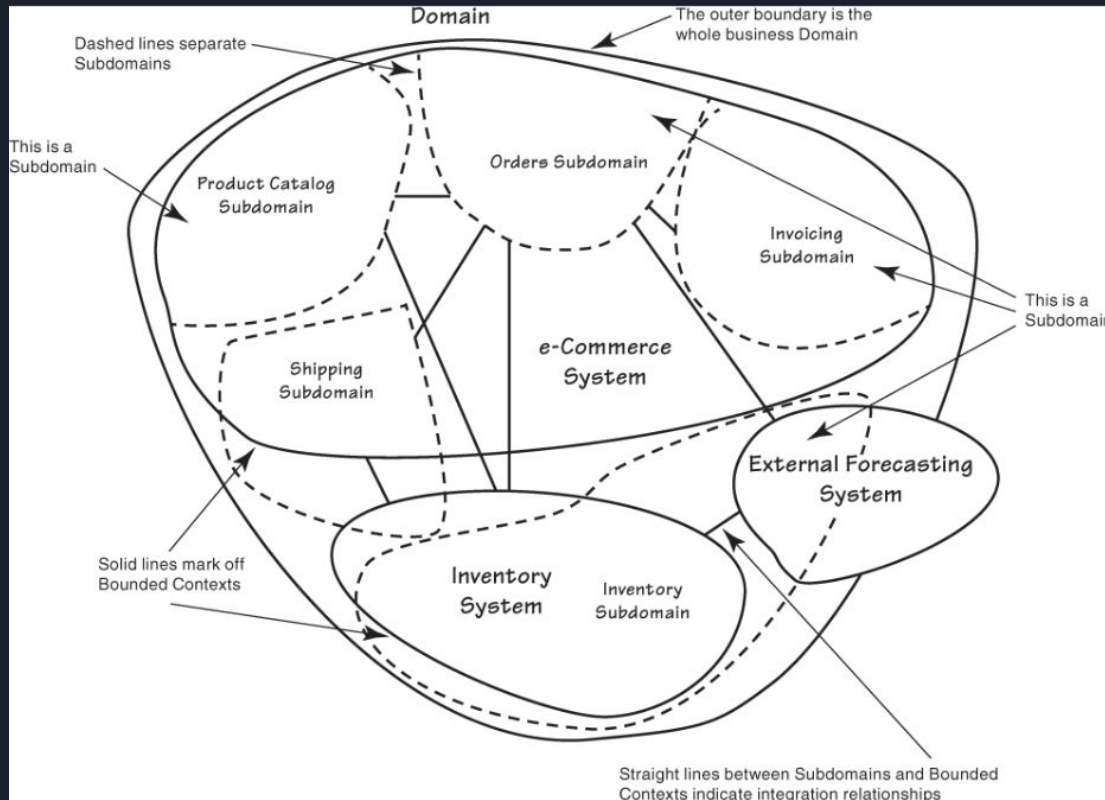 Domain
The outer boundary is the
whole business Domain
Dashed lines separate
Subdomains
This is a
Subdomain
Product Catalog
Subdomain
Orders Subdomain
Invoicing
Subdomain
This is a
Subdomain
e-Commerce
System
Shipping
Subdomain
External Forecasting
System
Solid lines mark off
Bounded Contexts
Inventory
System
Inventory
Subdomain
Straight lines between Subdomains and Bounded
Contexts indicate integration relationships